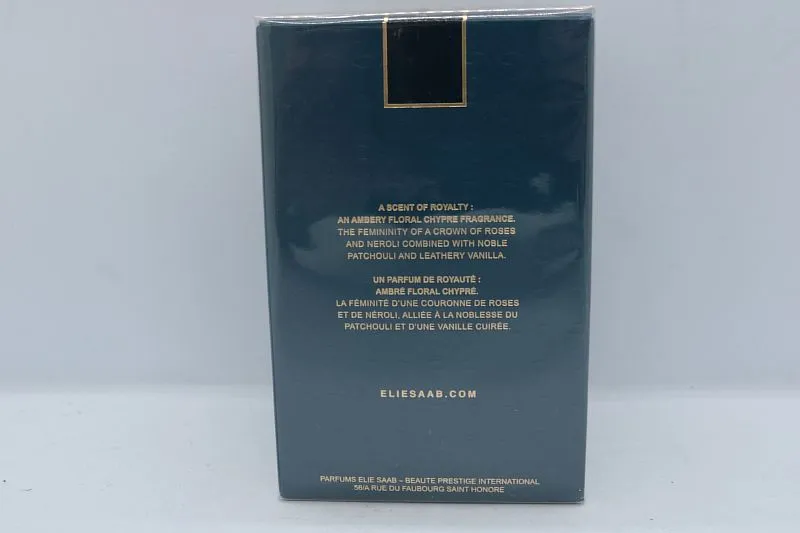 A SCENT OF ROYALTY :
AN AMBERY FLORAL CHYPRE FRAGRANCE.
THE FEMININITY OF A CROWN OF ROSES
AND NEROLI COMBINED WITH NOBLE
PATCHOULI AND LEATHERY VANILLA.
UN PARFUM DE ROYAUTÉ :
AMBRÉ FLORAL CHYPRÉ.
LA FÉMINITÉ D'UNE COURONNE DE ROSES
ET DE NÉROLI, ALLIÉE À LA NOBLESSE DU
PATCHOULI ET D'UNE VANILLE CUIRÉE.
ELIESAAB.COM
PARFUMS ELIE SAAB – BEAUTE PRESTIGE INTERNATIONAL
56/A RUE DU FAUBOURG SAINT HONORE